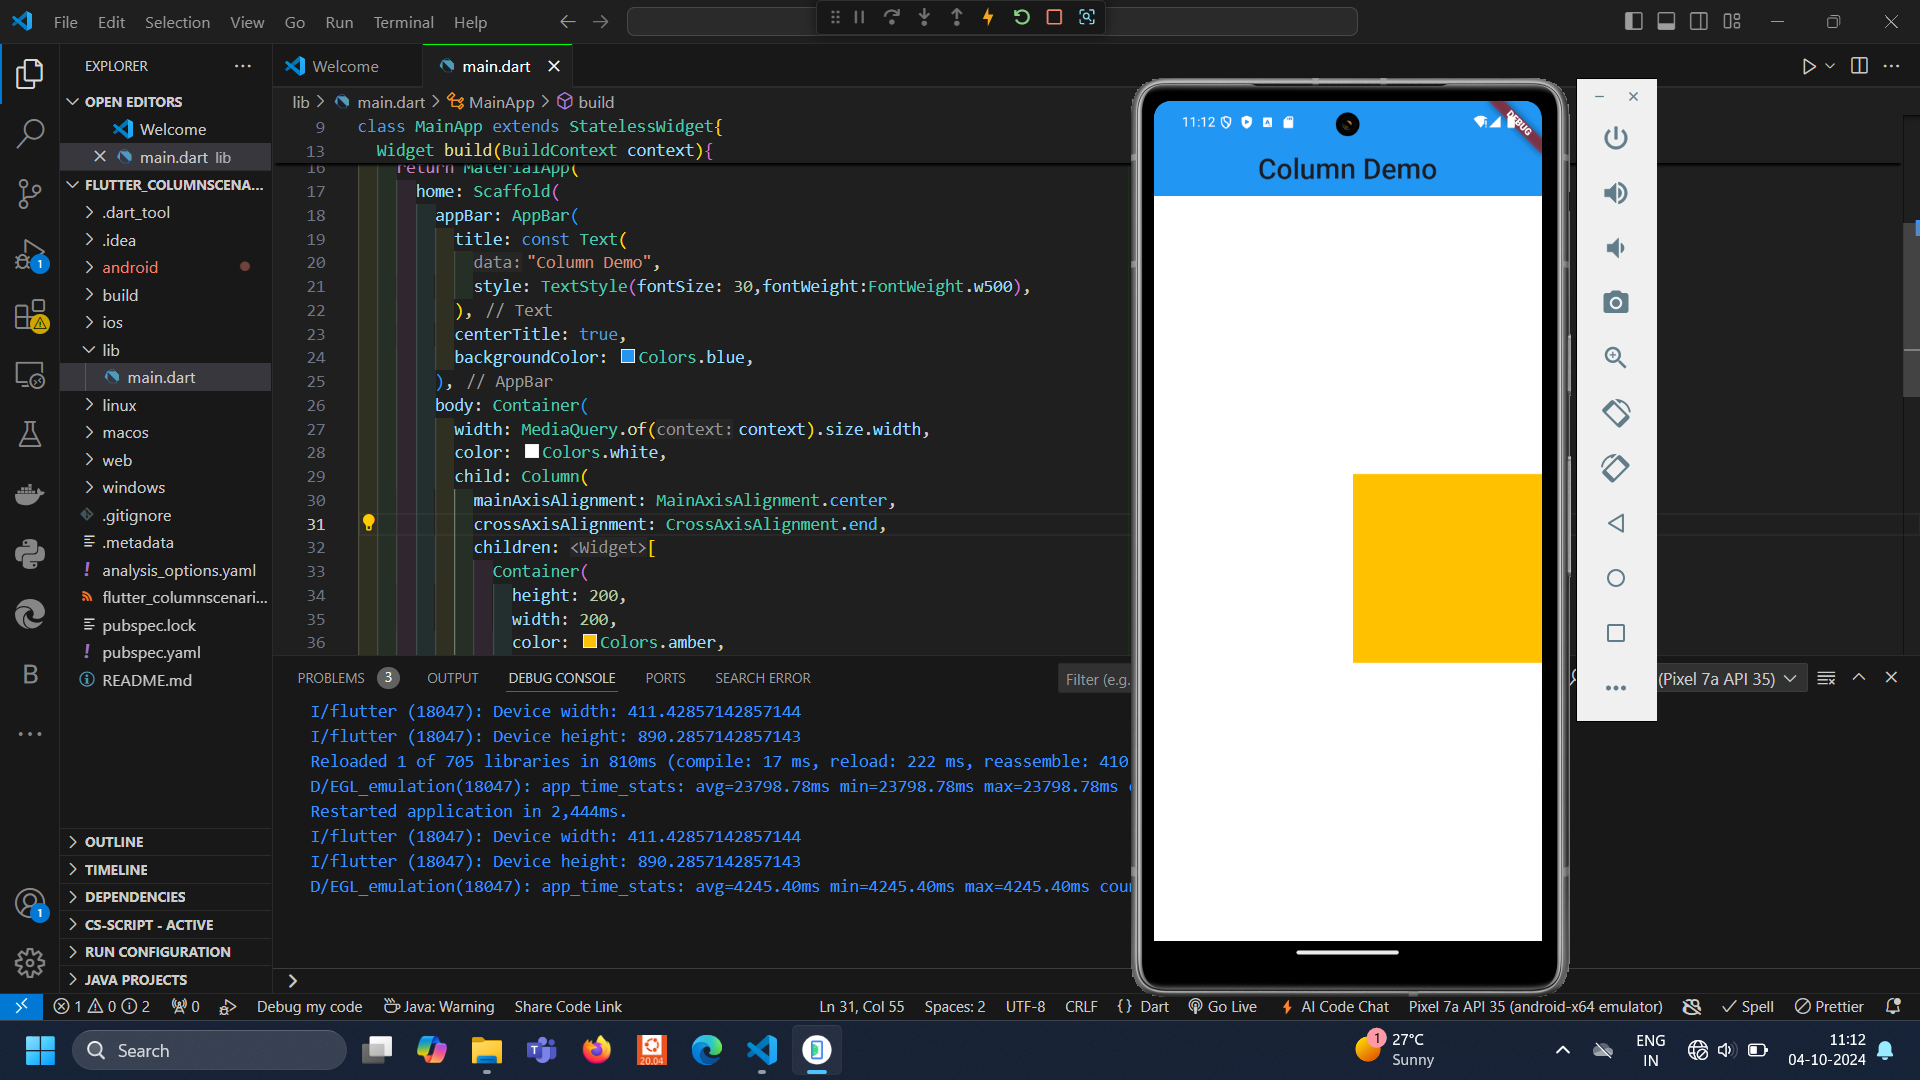 File Edit Selection View Go Run Terminal Help
EXPLORER
OPEN EDITORS
Welcome
main.dart lib
FLUTTER_COLUMNSCENA...
.dart_tool
.idea
android
build
ios
lib
main.dart
linux
macos
web
windows
.gitignore
.metadata
analysis_options.yaml
flutter_columnscenari...
pubspec.lock
pubspec.yaml
README.md
OUTLINE
TIMELINE
DEPENDENCIES
CS-SCRIPT - ACTIVE
RUN CONFIGURATION
JAVA PROJECTS
Welcome main.dart
lib > main.dart > MainApp > build
9 class MainApp extends StatelessWidget{
13 Widget build(BuildContext context){
16 return MaterialApp(
17 home: Scaffold(
18 appBar: AppBar(
19 title: const Text(
20 data: "Column Demo",
21 style: TextStyle(fontSize: 30,fontWeight:FontWeight.w500),
22 ), // Text
23 centerTitle: true,
24 backgroundColor: Colors.blue,
25 ), // AppBar
26 body: Container(
27 width: MediaQuery.of(context: context).size.width,
28 color: Colors.white,
29 child: Column(
30 mainAxisAlignment: MainAxisAlignment.center,
31 crossAxisAlignment: CrossAxisAlignment.end,
32 children: <Widget>[
33 Container(
34 height: 200,
35 width: 200,
36 color: Colors.amber,
PROBLEMS 3 OUTPUT DEBUG CONSOLE PORTS SEARCH ERROR Filter (e.g. (Pixel 7a API 35)
I/flutter (18047): Device width: 411.42857142857144
I/flutter (18047): Device height: 890.2857142857143
Reloaded 1 of 705 libraries in 810ms (compile: 17 ms, reload: 222 ms, reassemble: 410
D/EGL_emulation(18047): app_time_stats: avg=23798.78ms min=23798.78ms max=23798.78ms
Restarted application in 2,444ms.
I/flutter (18047): Device width: 411.42857142857144
I/flutter (18047): Device height: 890.2857142857143
D/EGL_emulation(18047): app_time_stats: avg=4245.40ms min=4245.40ms max=4245.40ms cou
11:12
DEBUG
Column Demo
1 0 2 0 Debug my code Java: Warning Share Code Link Ln 31, Col 55 Spaces: 2 UTF-8 CRLF {} Dart Go Live AI Code Chat Pixel 7a API 35 (android-x64 emulator) Spell Prettier
Search
20.04
1
27°C
Sunny
ENG
IN
11:12
04-10-2024